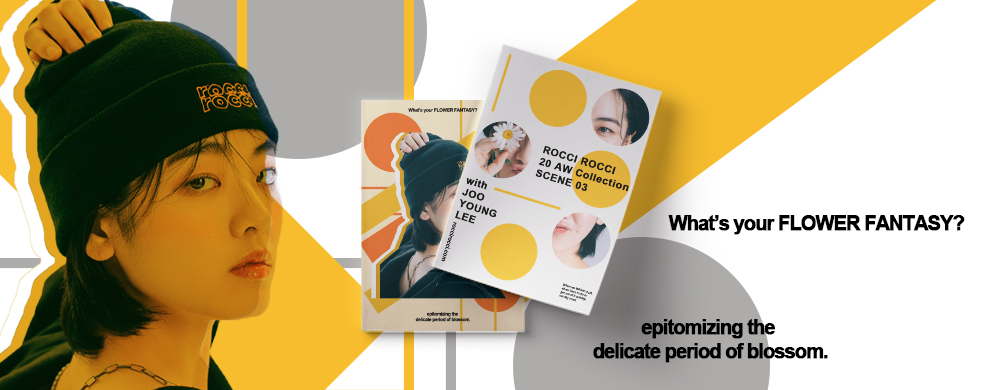 rocci
rocci
What's your FLOWER FANTASY?
epitomizing the
delicate period of blossom.
ROCCI ROCCI
20 AW Collection
SCENE 03
with
JOO
YOUNG
LEE
roccirocci.com
What's your FLOWER FANTASY?
epitomizing the
delicate period of blossom.